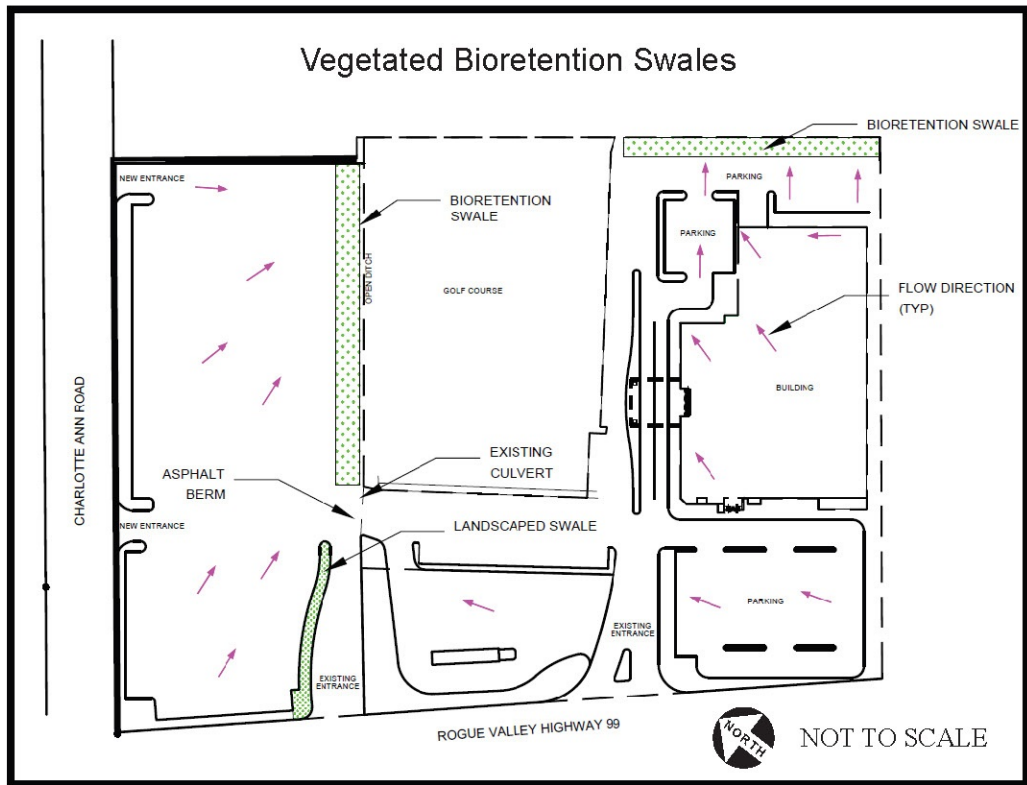 Vegetated Bioretention Swales
BIORETENTION SWALE
NEW ENTRANCE
PARKING
BIORETENTION
SWALE
PARKING
OPEN DITCH
GOLF COURSE
FLOW DIRECTION
(TYP)
BUILDING
CHARLOTTE ANN ROAD
ASPHALT
BERM
EXISTING
CULVERT
NEW ENTRANCE
LANDSCAPED SWALE
PARKING
EXISTING
ENTRANCE
EXISTING
ENTRANCE
ROGUE VALLEY HIGHWAY 99
NORTH
NOT TO SCALE